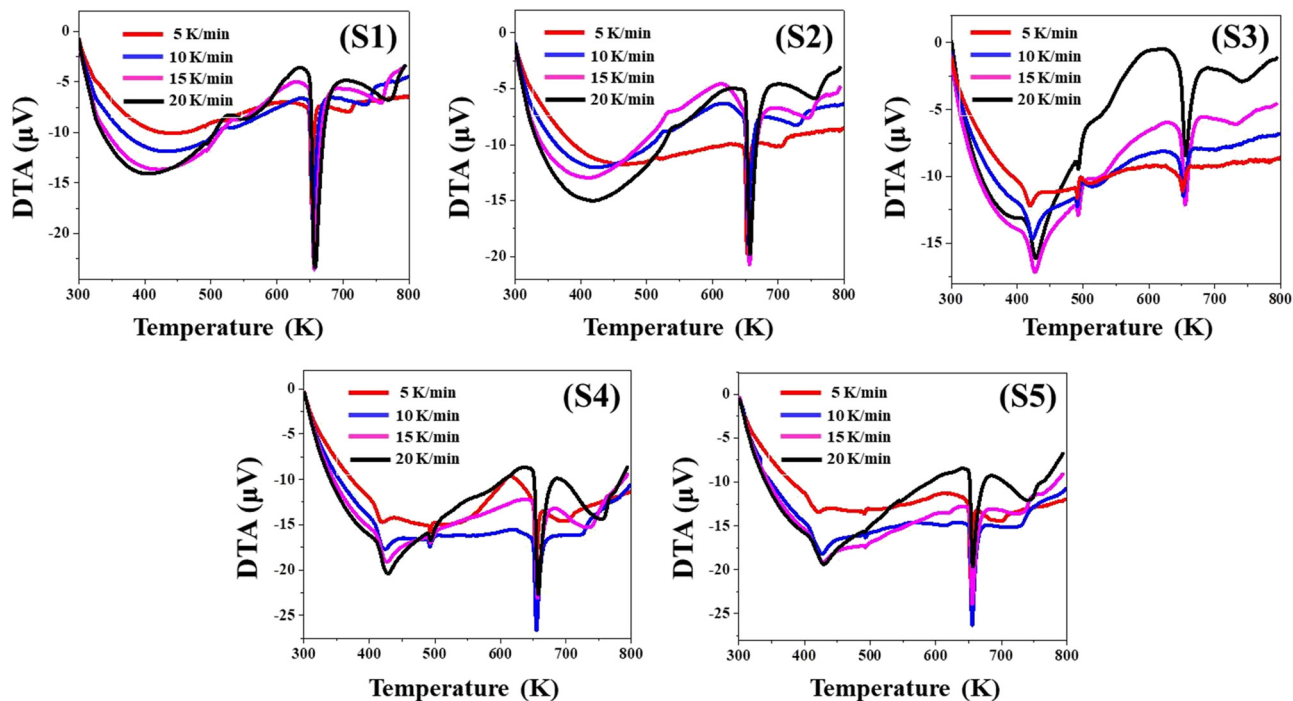 (S1)
5 K/min
10 K/min
15 K/min
20 K/min
DTA (µV)
0
-5
-10
-15
-20
300 400 500 600 700 800
Temperature (K)
(S2)
5 K/min
10 K/min
15 K/min
20 K/min
DTA (µV)
0
-5
-10
-15
-20
300 400 500 600 700 800
Temperature (K)
(S3)
5 K/min
10 K/min
15 K/min
20 K/min
DTA (µV)
0
-5
-10
-15
300 400 500 600 700 800
Temperature (K)
(S4)
5 K/min
10 K/min
15 K/min
20 K/min
DTA (µV)
0
-5
-10
-15
-20
-25
300 400 500 600 700 800
Temperature (K)
(S5)
5 K/min
10 K/min
15 K/min
20 K/min
DTA (µV)
0
-5
-10
-15
-20
-25
300 400 500 600 700 800
Temperature (K)